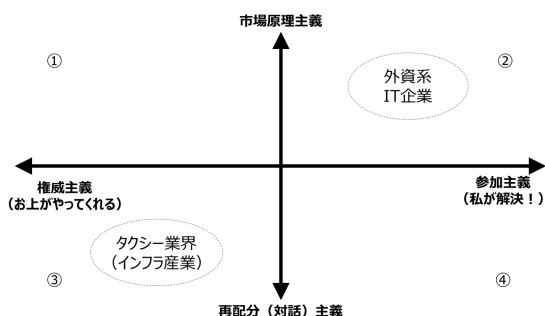 市場原理主義
①
②
外資系
IT企業
権威主義
（お上がやってくれる）
参加主義
（私が解決！）
タクシー業界
（インフラ産業）
③
④
再配分（対話）主義